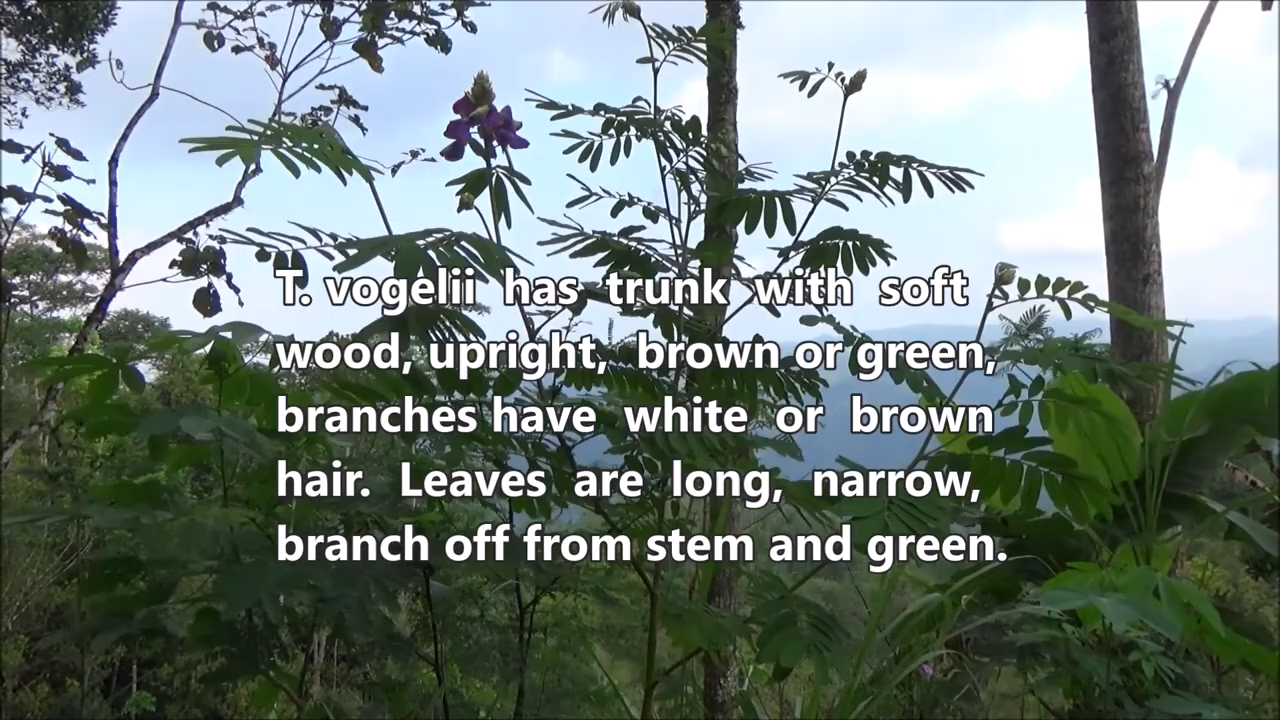 T. vogelii has trunk with soft
wood, upright, brown or green,
branches have white or brown
hair. Leaves are long, narrow,
branch off from stem and green.